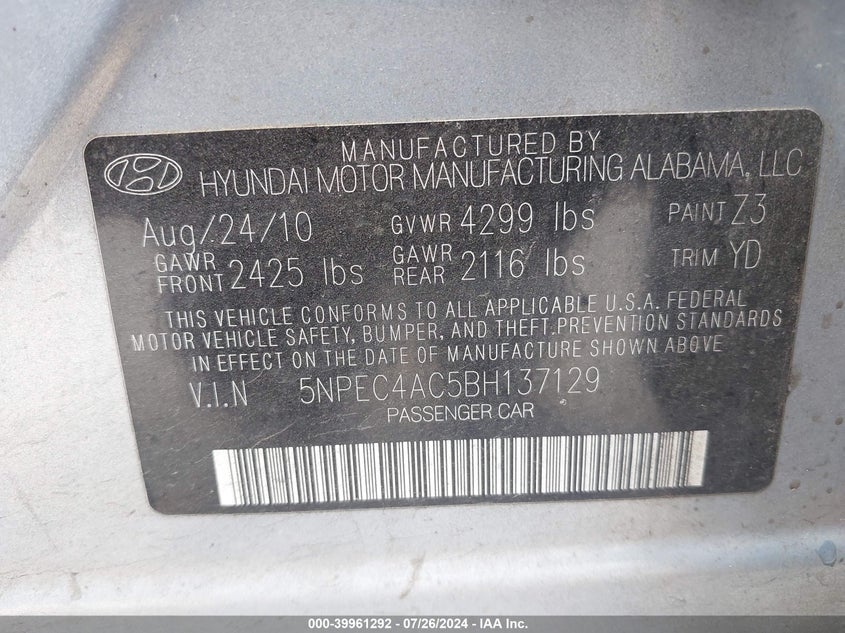 MANUFACTURED BY
HYUNDAI MOTOR MANUFACTURING ALABAMA, LLC
Aug/24/10 GVWR 4299 lbs PAINT Z3
GAWR FRONT 2425 lbs GAWR REAR 2116 lbs TRIM YD
THIS VEHICLE CONFORMS TO ALL APPLICABLE U.S.A. FEDERAL
MOTOR VEHICLE SAFETY, BUMPER, AND THEFT PREVENTION STANDARDS
IN EFFECT ON THE DATE OF MANUFACTURE SHOWN ABOVE
V.I.N 5NPEC4AC5BH137129
PASSENGER CAR
000-39961292 - 07/26/2024 - IAA Inc.